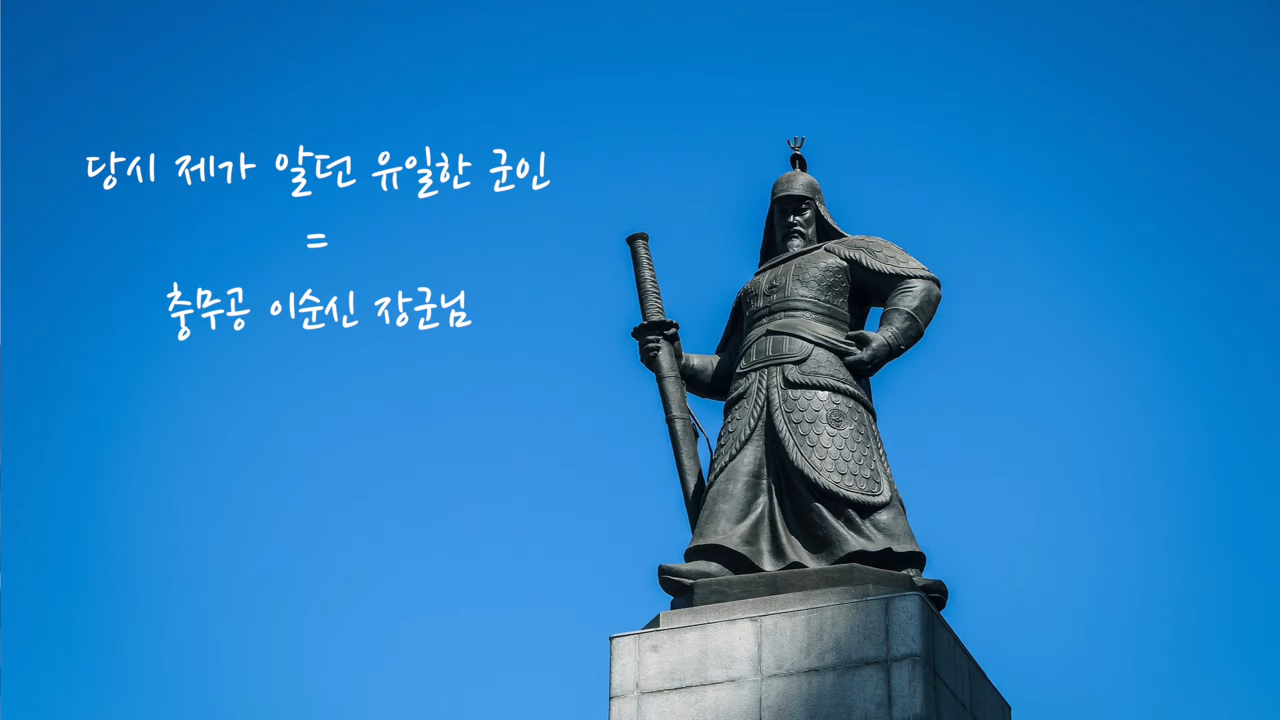 당시 제가 알던 유일한 군인
=
충무공 이순신 장군님